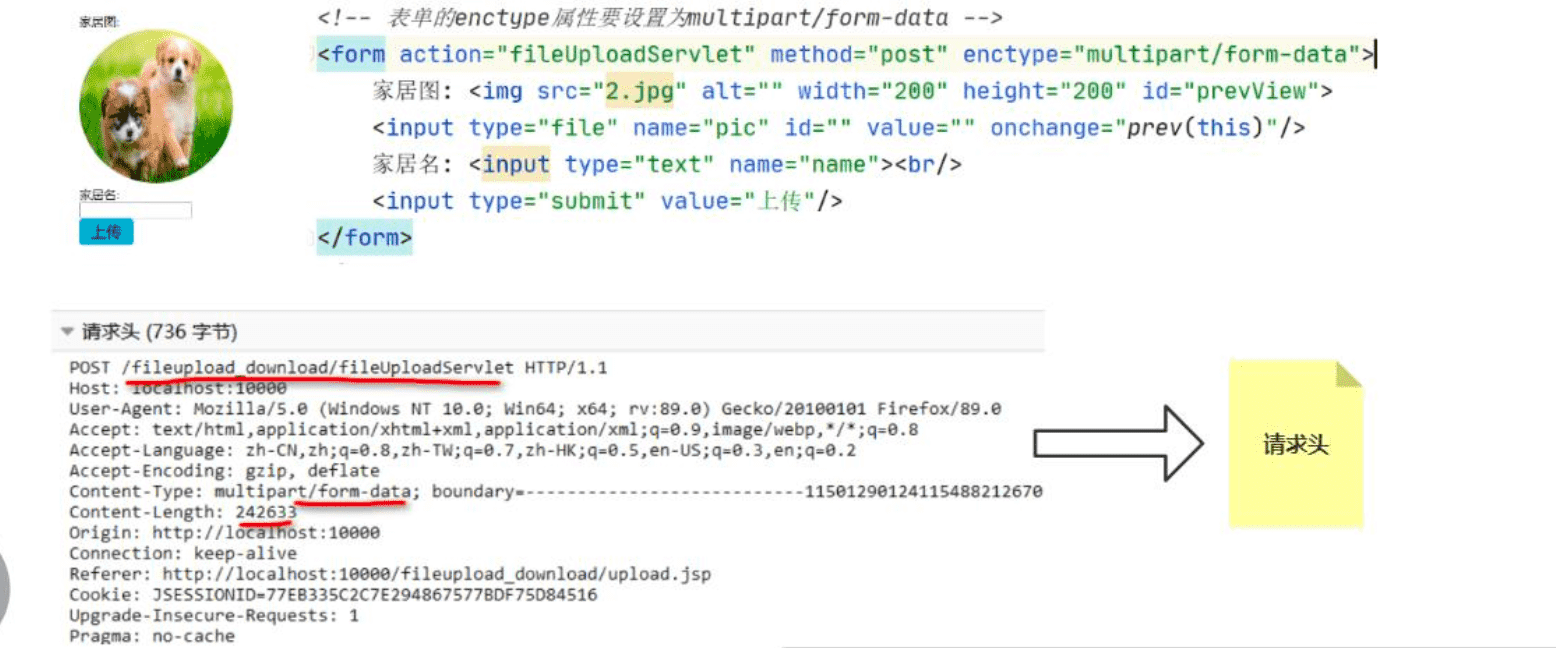 家居图:
家居名:
上传
<!-- 表单的enctype属性要设置为multipart/form-data -->
<form action="fileUploadServlet" method="post" enctype="multipart/form-data">
家居图: <img src="2.jpg" alt="" width="200" height="200" id="prevView">
<input type="file" name="pic" id="" value="" onchange="prev(this)"/>
家居名: <input type="text" name="name"><br/>
<input type="submit" value="上传"/>
</form>
请求头 (736 字节)
POST /fileupload_download/fileUploadServlet HTTP/1.1
Host: localhost:10000
User-Agent: Mozilla/5.0 (Windows NT 10.0; Win64; x64; rv:89.0) Gecko/20100101 Firefox/89.0
Accept: text/html,application/xhtml+xml,application/xml;q=0.9,image/webp,*/*;q=0.8
Accept-Language: zh-CN,zh;q=0.8,zh-TW;q=0.7,zh-HK;q=0.5,en-US;q=0.3,en;q=0.2
Accept-Encoding: gzip, deflate
Content-Type: multipart/form-data; boundary=---------------------------11501290124115488212670
Content-Length: 242633
Origin: http://localhost:10000
Connection: keep-alive
Referer: http://localhost:10000/fileupload_download/upload.jsp
Cookie: JSESSIONID=77EB335C2C7E294867577BDF75D84516
Upgrade-Insecure-Requests: 1
Pragma: no-cache
请求头